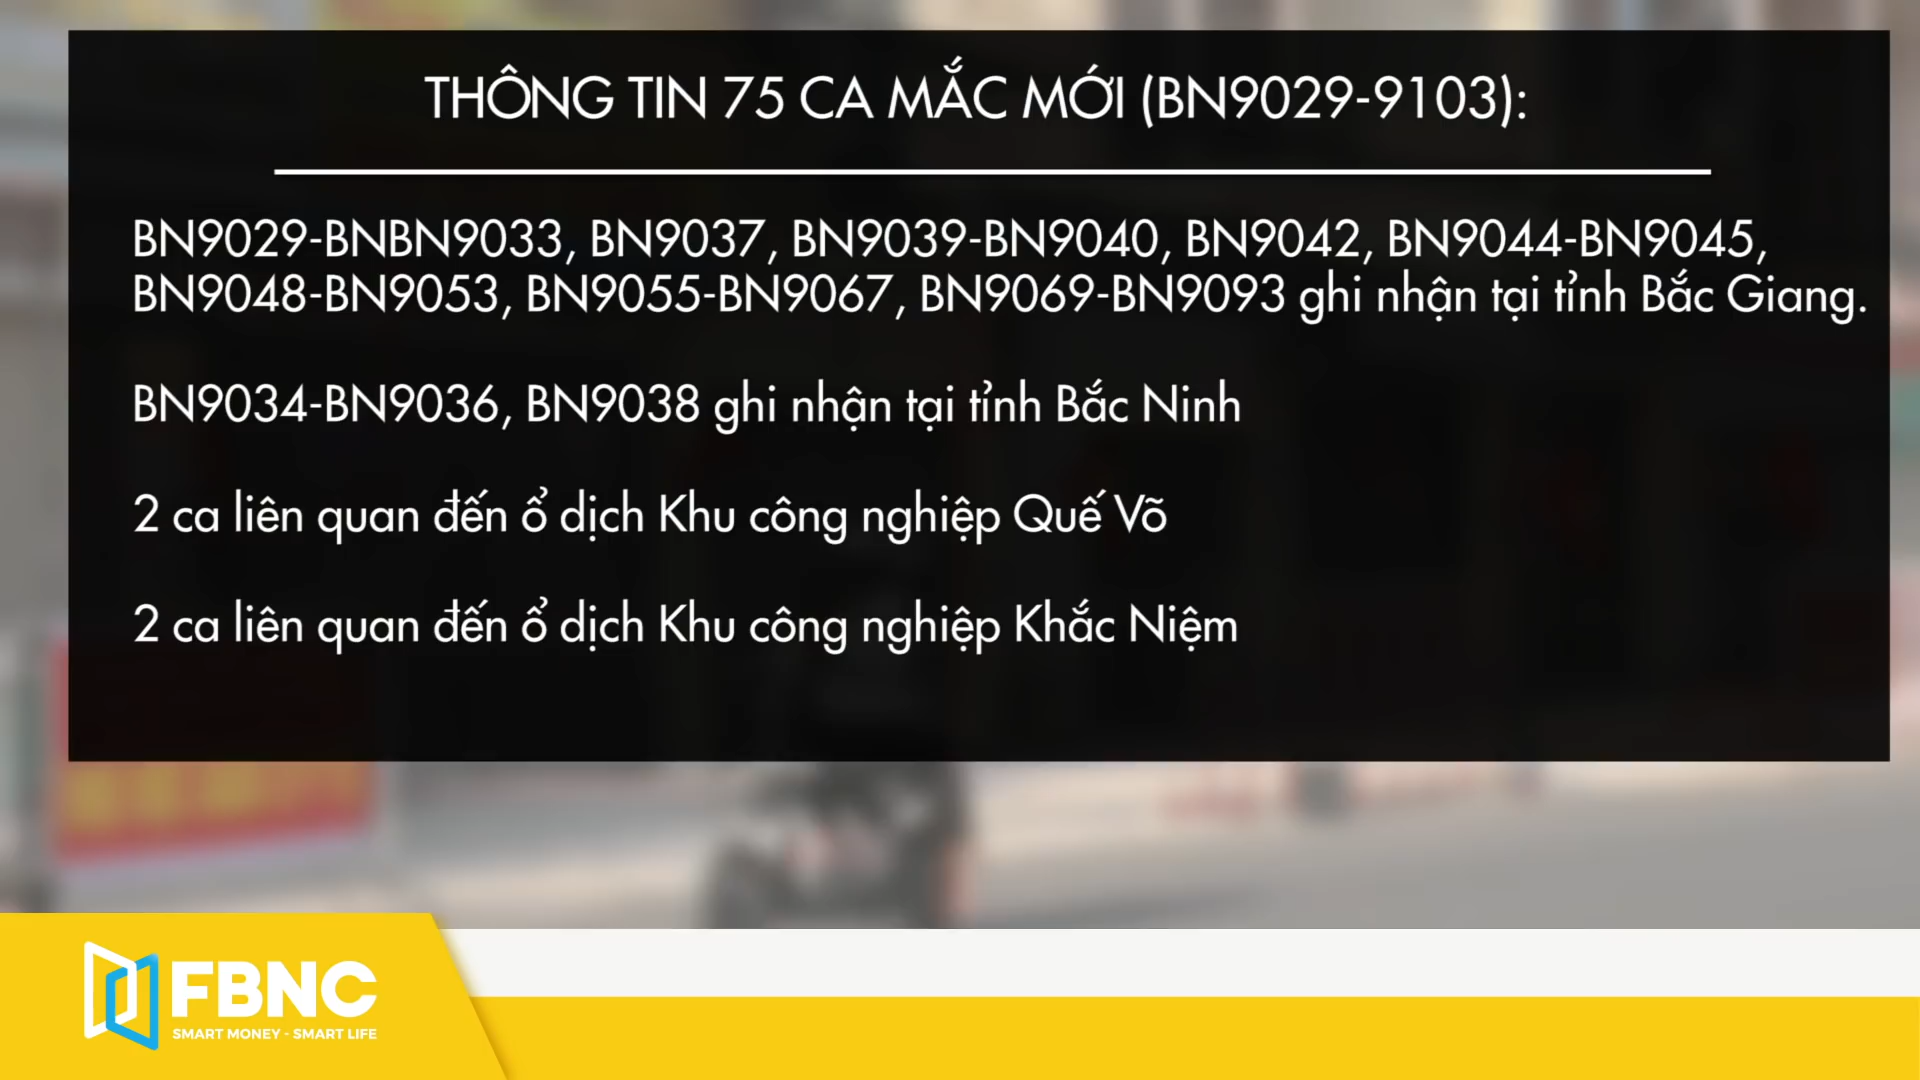 THÔNG TIN 75 CA MẮC MỚI (BN9029-9103):
BN9029-BNBN9033, BN9037, BN9039-BN9040, BN9042, BN9044-BN9045,
BN9048-BN9053, BN9055-BN9067, BN9069-BN9093 ghi nhận tại tỉnh Bắc Giang.
BN9034-BN9036, BN9038 ghi nhận tại tỉnh Bắc Ninh
2 ca liên quan đến ổ dịch Khu công nghiệp Quế Võ
2 ca liên quan đến ổ dịch Khu công nghiệp Khắc Niệm
FBNC
SMART MONEY - SMART LIFE